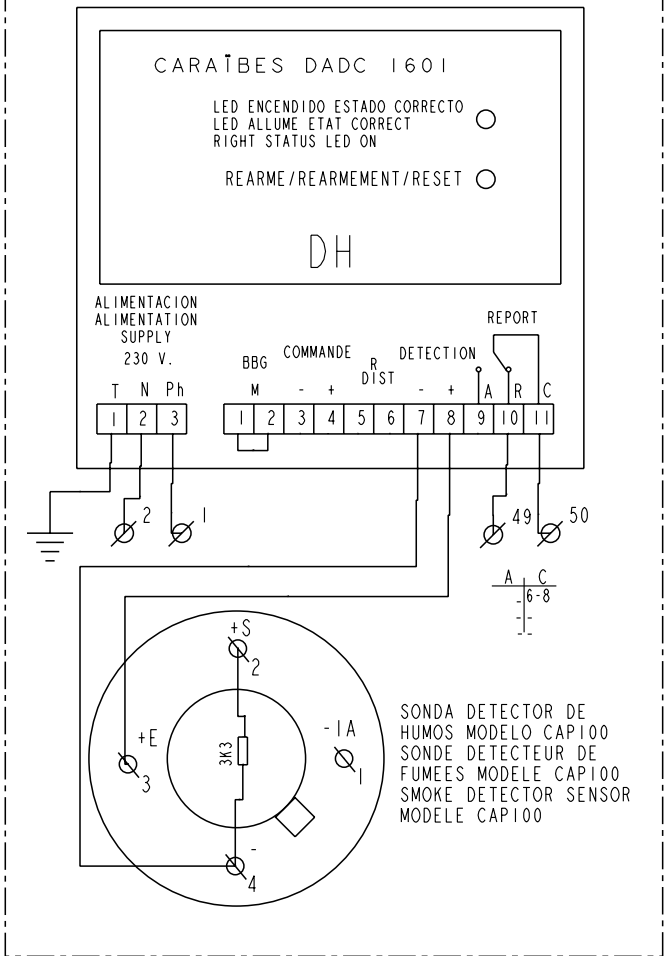 CARAÏBES DADC 1601
LED ENCENDIDO ESTADO CORRECTO
LED ALLUME ETAT CORRECT
RIGHT STATUS LED ON
REARME/REARMEMENT/RESET
DH
ALIMENTACION
ALIMENTATION
SUPPLY
230 V.
T N Ph
1 2 3
REPORT
BBG COMMANDE R DETECTION
DIST
M - + - + A R C
1 2 3 4 5 6 7 8 9 10 11
2 1 49 50
A C
6-8
-
-
- -
+S
2
+E
3
3K3
-IA
1
-
4
SONDA DETECTOR DE
HUMOS MODELO CAP100
SONDE DETECTEUR DE
FUMEES MODELE CAP100
SMOKE DETECTOR SENSOR
MODELE CAP100